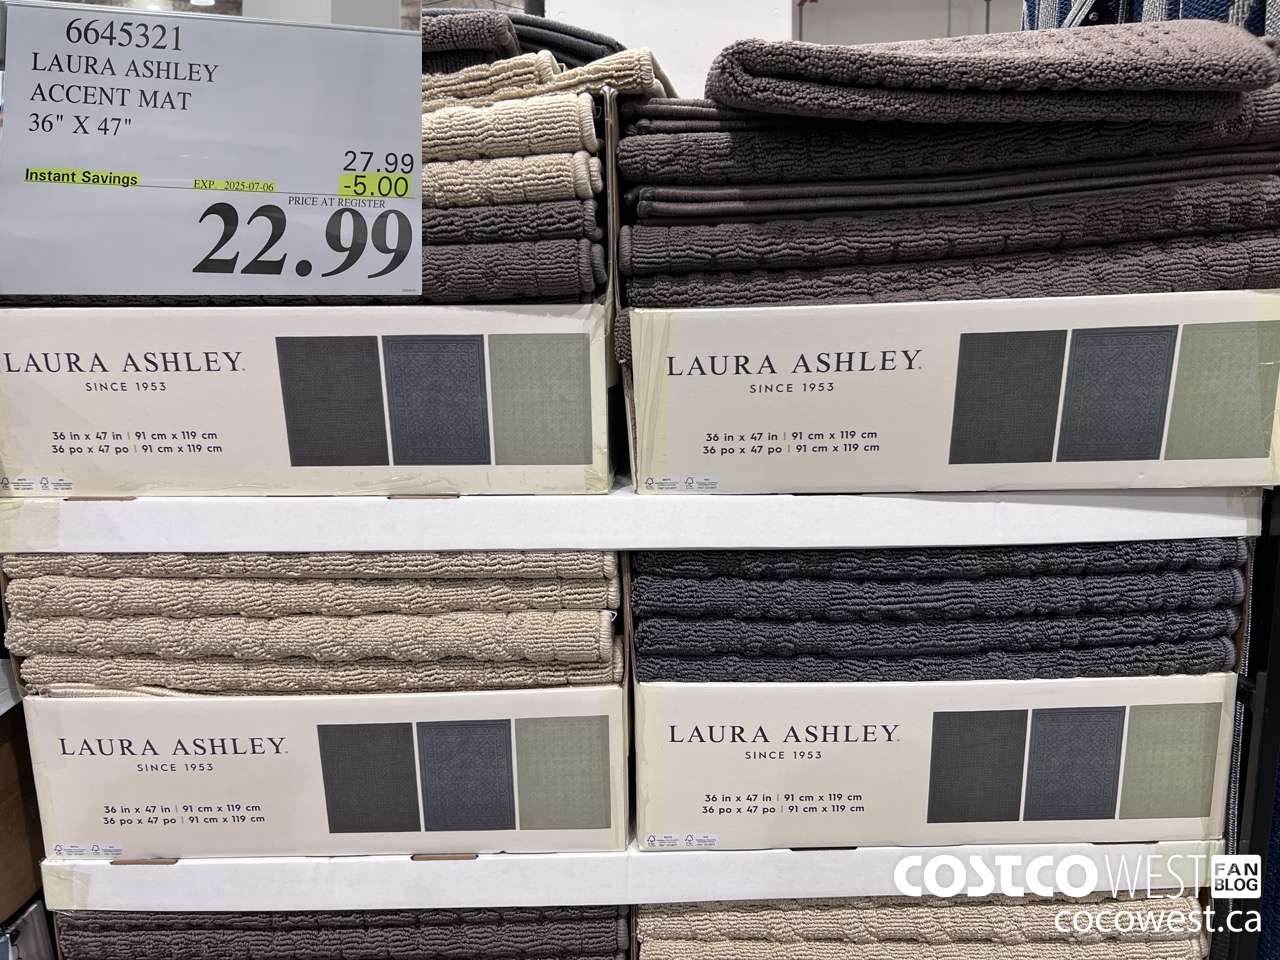 6645321
LAURA ASHLEY
ACCENT MAT
36" X 47"
27.99
Instant Savings EXP. 2025-07-06 -5.00
PRICE AT REGISTER
22.99
LAURA ASHLEY.
SINCE 1953
36 in x 47 in | 91 cm x 119 cm
36 po x 47 po | 91 cm x 119 cm
LAURA ASHLEY.
SINCE 1953
36 in x 47 in | 91 cm x 119 cm
36 po x 47 po | 91 cm x 119 cm
LAURA ASHLEY.
SINCE 1953
36 in x 47 in | 91 cm x 119 cm
36 po x 47 po | 91 cm x 119 cm
LAURA ASHLEY.
SINCE 1953
36 in x 47 in | 91 cm x 119 cm
36 po x 47 po | 91 cm x 119 cm
COSTCO WEST FAN BLOG
cocowest.ca